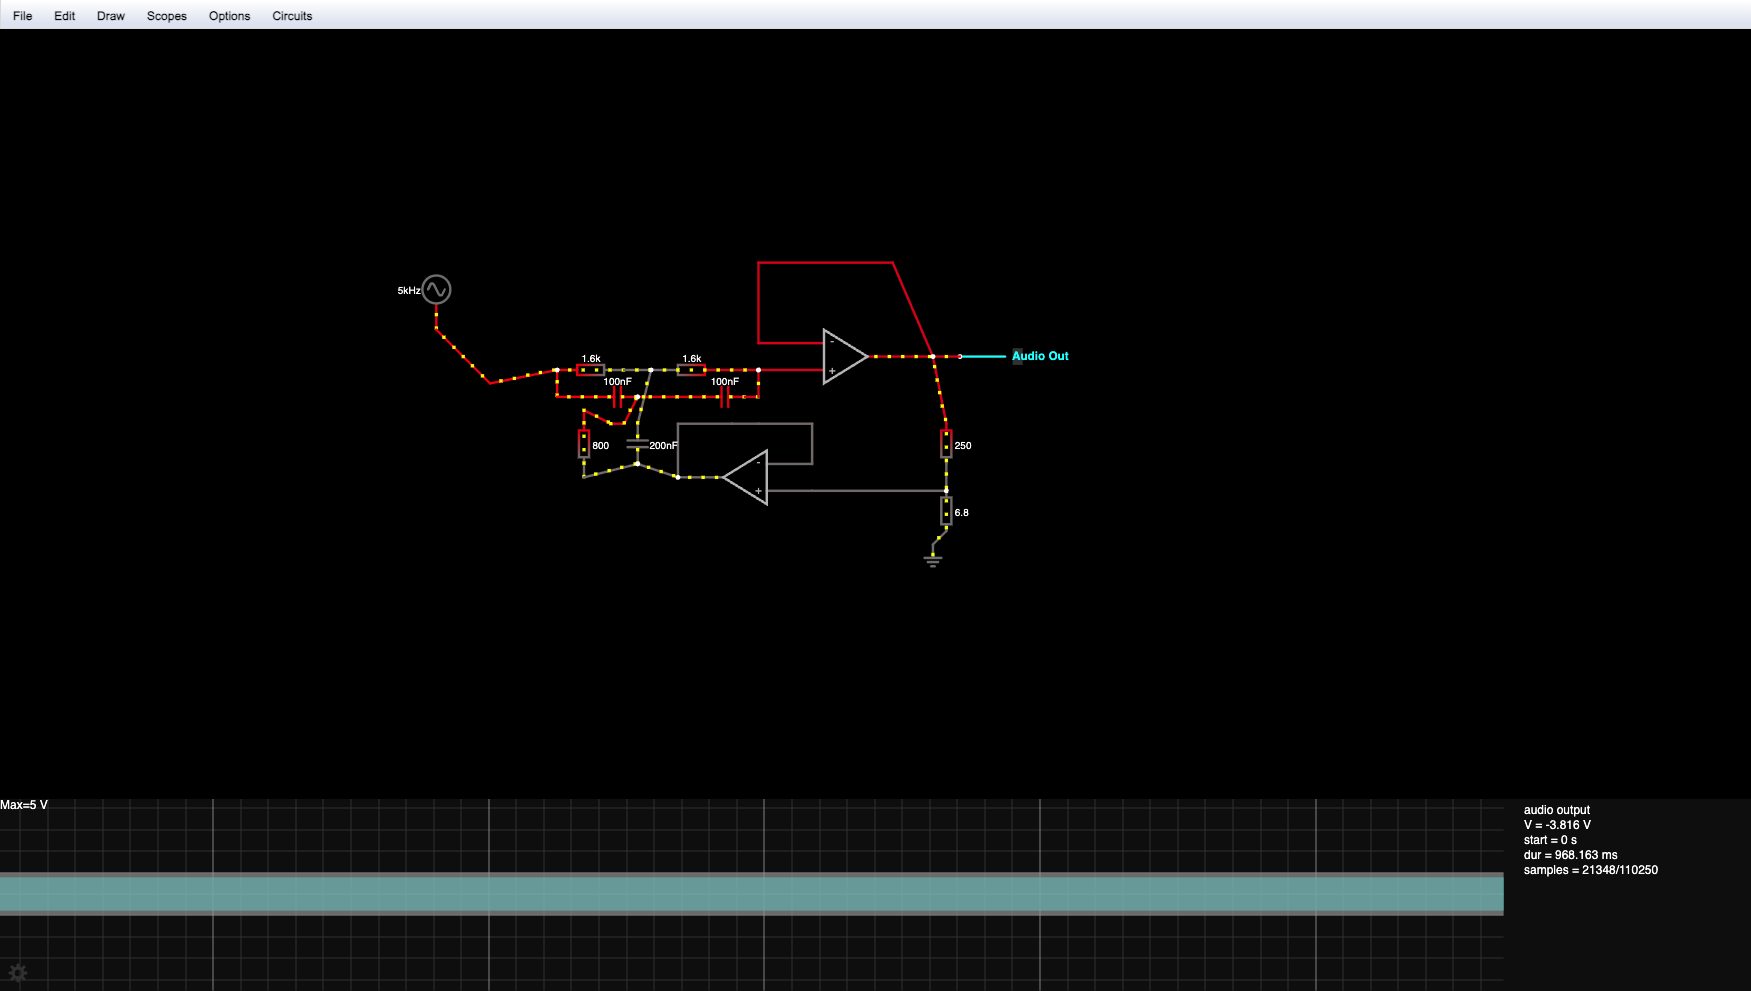 File Edit Draw Scopes Options Circuits
5kHz
1.6k 1.6k
- Audio Out
+
100nF 100nF
800 200nF 250
-
+
6.8
Max=5 V
audio output
V = -3.816 V
start = 0 s
dur = 968.163 ms
samples = 21348/110250